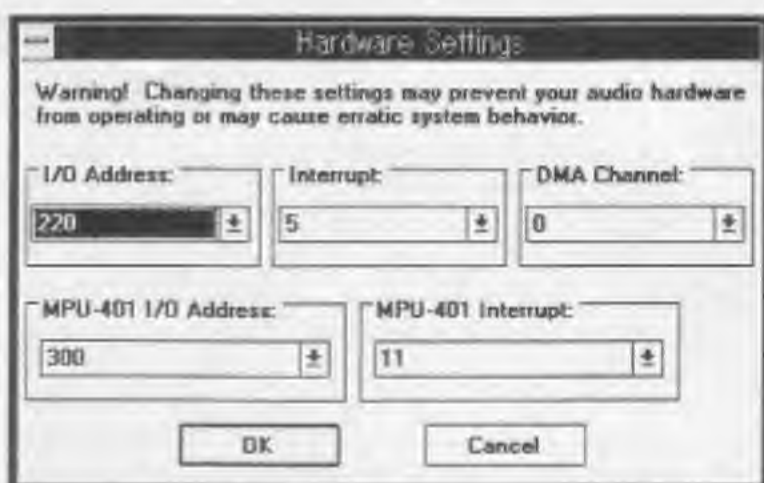 Hardware Settings
Warning! Changing these settings may prevent your audio hardware
from operating or may cause erratic system behavior.
I/O Address: Interrupt: DMA Channel:
220 5 0
MPU-401 I/O Address: MPU-401 Interrupt:
300 11
OK Cancel